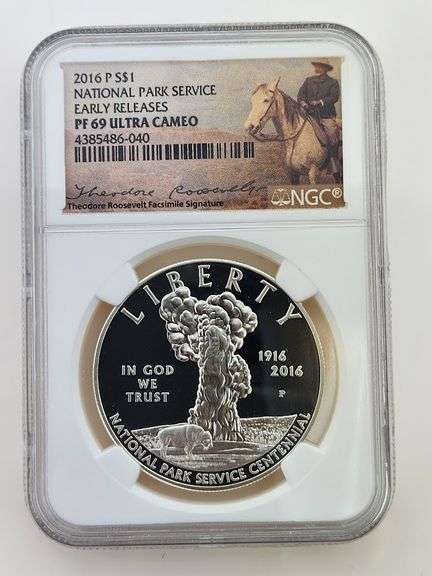 2016 P S$1
NATIONAL PARK SERVICE
EARLY RELEASES
PF 69 ULTRA CAMEO
4385486-040
Theodore Roosevelt
Theodore Roosevelt Facsimile Signature
NGC®
LIBERTY
IN GOD
WE
TRUST
1916
2016
P
NATIONAL PARK SERVICE CENTENNIAL